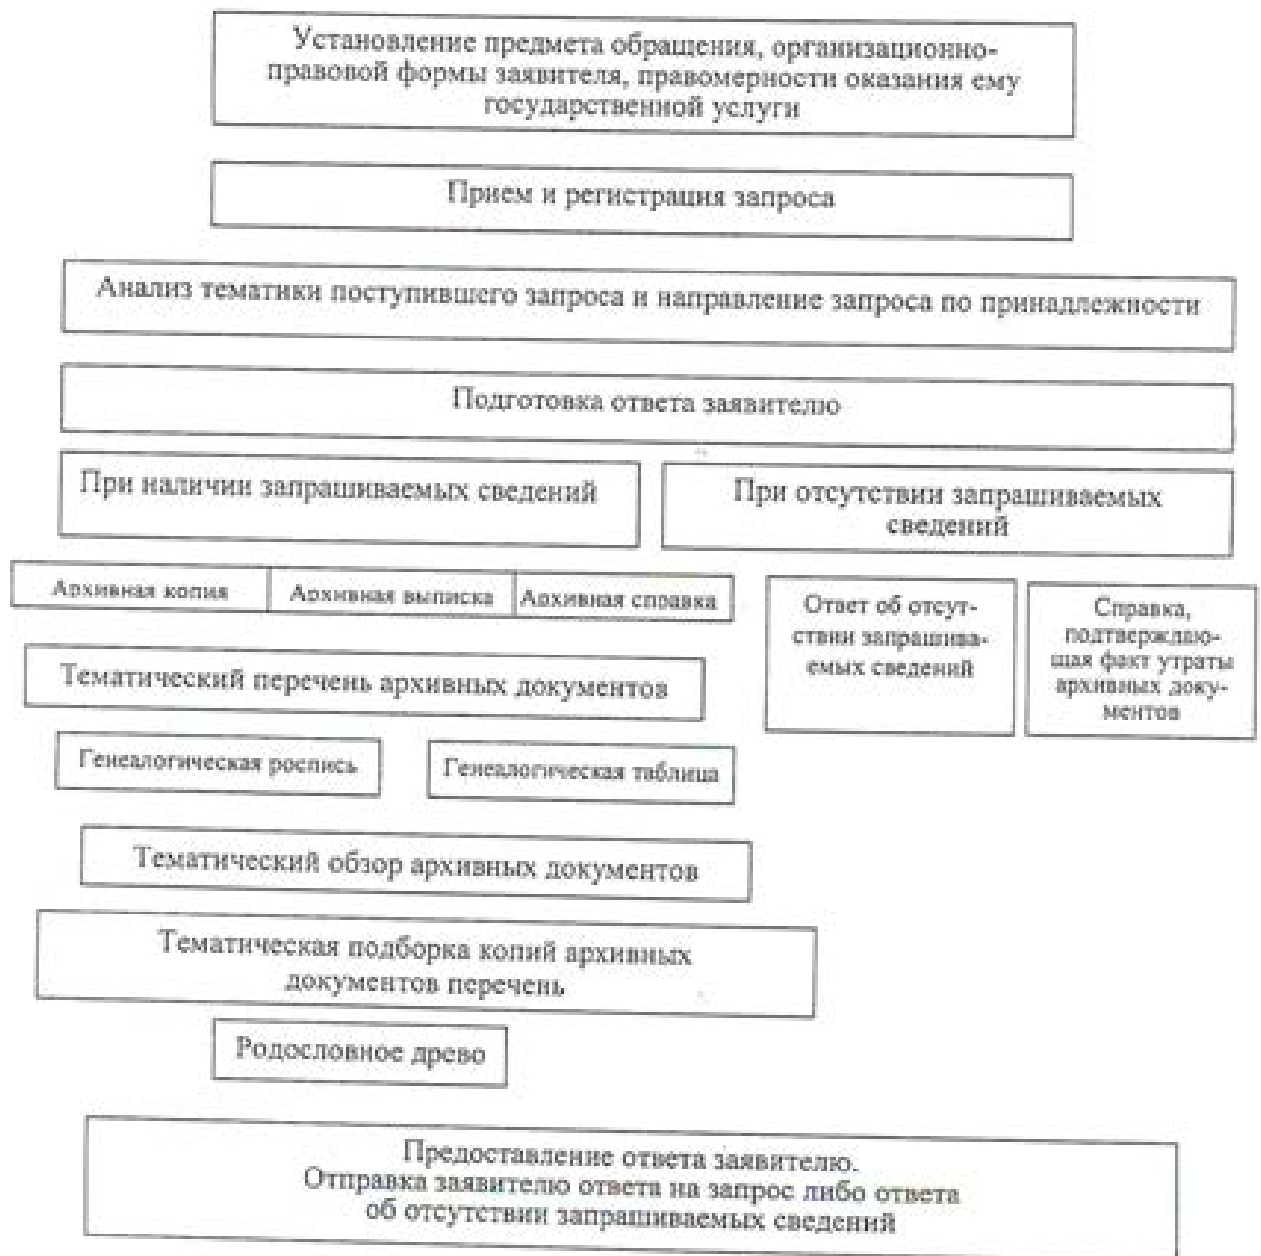 Установление предмета обращения, организационно-
правовой формы заявителя, правомерности оказания ему
государственной услуги
Прием и регистрация запроса
Анализ тематики поступившего запроса и направление запроса по принадлежности
Подготовка ответа заявителю
При наличии запрашиваемых сведений
При отсутствии запрашиваемых
сведений
Архивная копия
Архивная выписка
Архивная справка
Ответ об отсут-
ствии запрашива-
емых сведений
Справка,
подтверждаю-
щая факт утраты
архивных доку-
ментов
Тематический перечень архивных документов
Генеалогическая роспись
Генеалогическая таблица
Тематический обзор архивных документов
Тематическая подборка копий архивных
документов перечень
Родословное древо
Предоставление ответа заявителю.
Отправка заявителю ответа на запрос либо ответа
об отсутствии запрашиваемых сведений